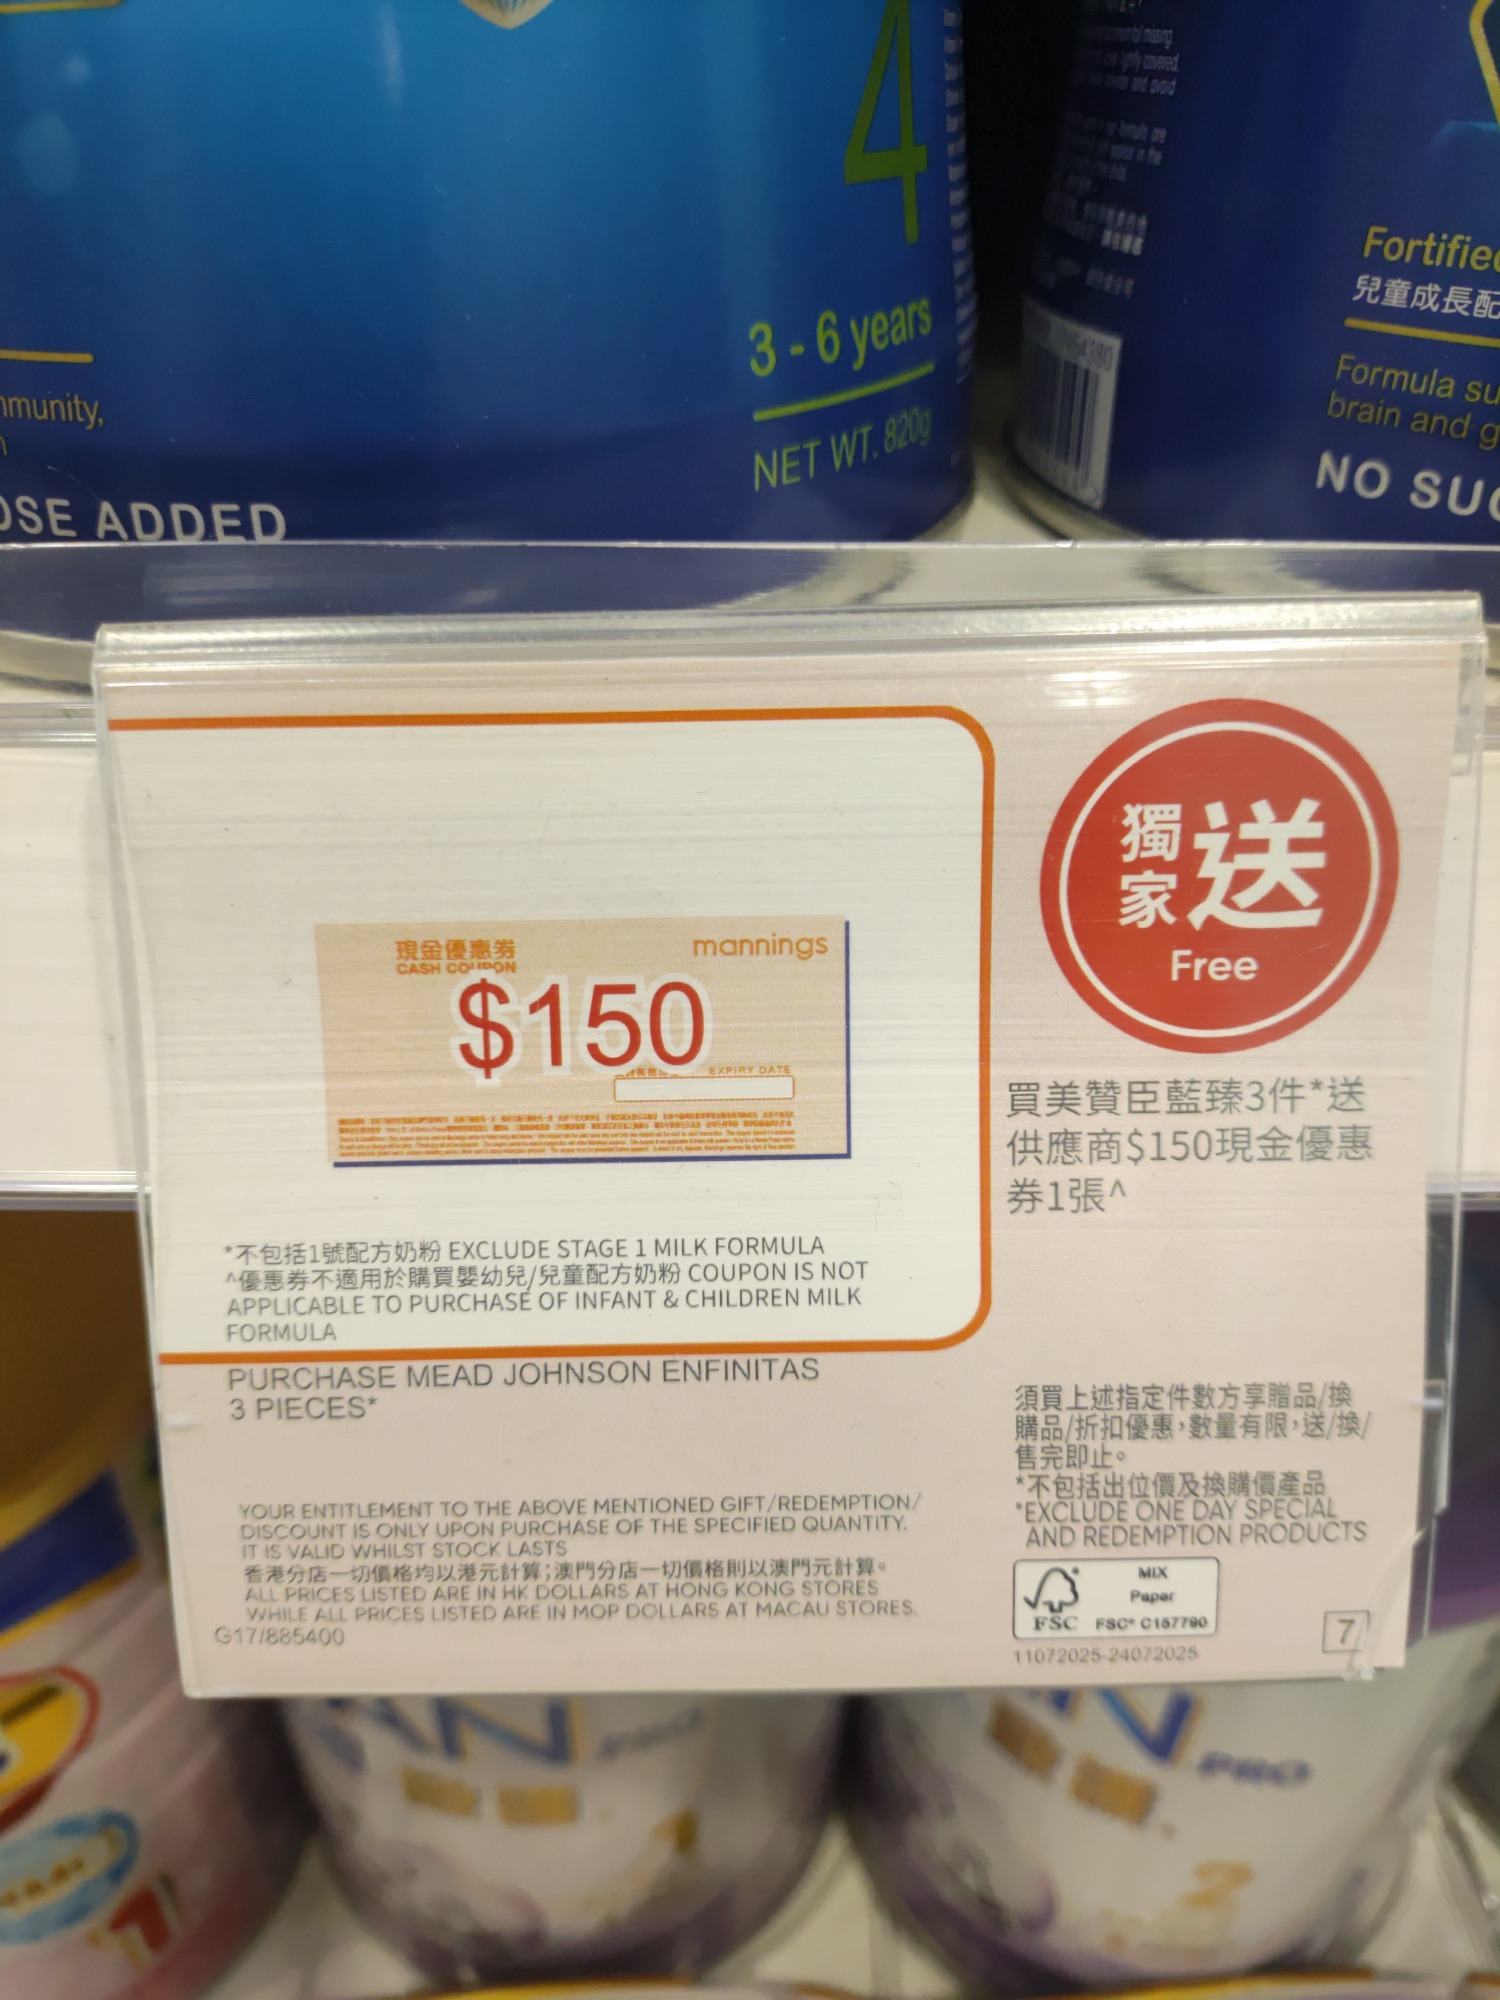 4
3 - 6 years
NET WT. 820g
OSE ADDED
Fortified
兒童成長配
Formula su
brain and g
NO SUG
獨家 送
Free
現金優惠券
CASH COUPON
mannings
$150
EXPIRY DATE
買美贊臣藍臻3件*送
供應商$150現金優惠
券1張^
*不包括1號配方奶粉 EXCLUDE STAGE 1 MILK FORMULA
^優惠券不適用於購買嬰幼兒/兒童配方奶粉 COUPON IS NOT
APPLICABLE TO PURCHASE OF INFANT & CHILDREN MILK
FORMULA
PURCHASE MEAD JOHNSON ENFINITAS
3 PIECES*
須買上述指定件數方享贈品/換
購品/折扣優惠，數量有限，送/換/
售完即止。
*不包括出位價及換購價產品
*EXCLUDE ONE DAY SPECIAL
AND REDEMPTION PRODUCTS
YOUR ENTITLEMENT TO THE ABOVE MENTIONED GIFT/REDEMPTION/
DISCOUNT IS ONLY UPON PURCHASE OF THE SPECIFIED QUANTITY.
IT IS VALID WHILST STOCK LASTS
香港分店一切價格均以港元計算；澳門分店一切價格則以澳門元計算。
ALL PRICES LISTED ARE IN HK DOLLARS AT HONG KONG STORES
WHILE ALL PRICES LISTED ARE IN MOP DOLLARS AT MACAU STORES.
G17/885400
FSC
MIX
Paper
FSC® C157790
11072025-24072025
7
PRO
1
PRO
2
1